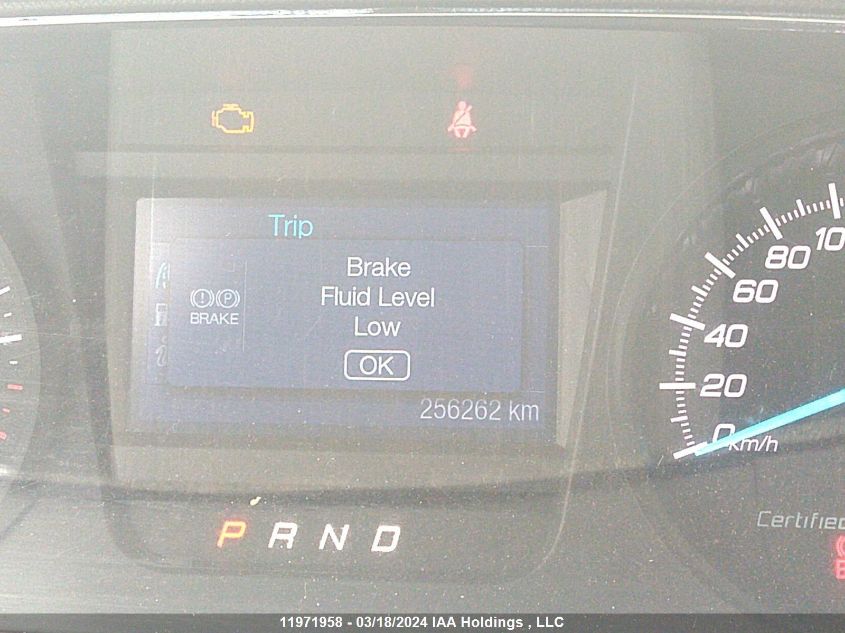 Trip
Brake
Fluid Level
Low
BRAKE
OK
256262 km
0
20
40
60
80
km/h
P R N D
Certified
11971958 - 03/18/2024 IAA Holdings , LLC